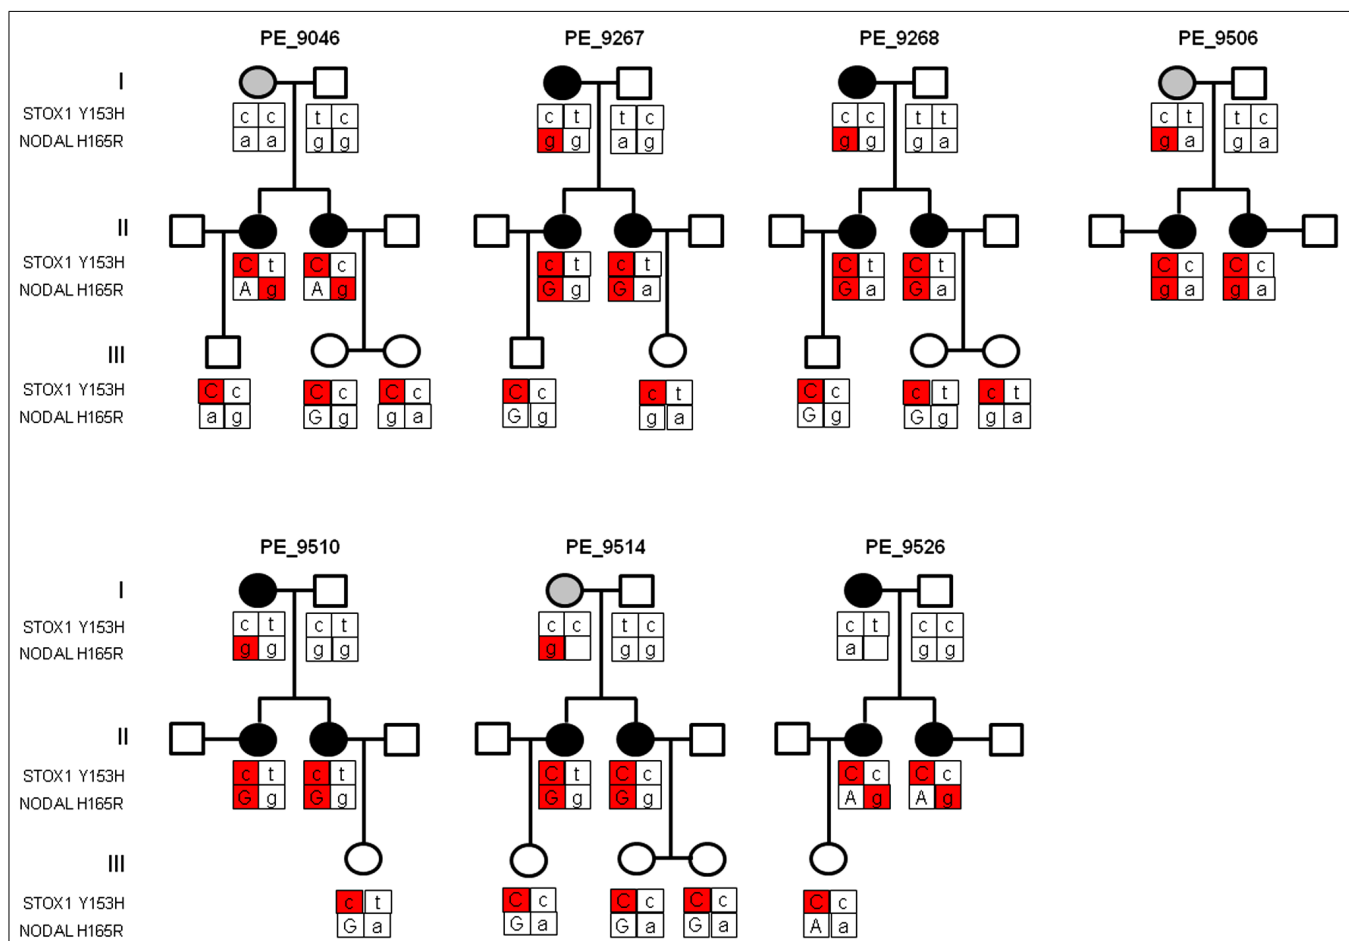 PE_9046 PE_9267 PE_9268 PE_9506
I
STOX1 Y153H c c t c c t t c c c t t c t t c
NODAL H165R a a g g g g a g g g g a g a g a
II
STOX1 Y153H C t C c c t c t C t C t C c C c
NODAL H165R A g A g G g G a G a G a g a g a
III
STOX1 Y153H C c C c C c C c c t C c c t c t
NODAL H165R a g G g g a G g g a G g G g g a
PE_9510 PE_9514 PE_9526
I
STOX1 Y153H c t c t c c t c c t c c
NODAL H165R g g g g g g g a g g
II
STOX1 Y153H c t c t C t C c C c C c
NODAL H165R G g G g G g G g A g A g
III
STOX1 Y153H c t C c C c C c C c
NODAL H165R G a G a G a G a A a